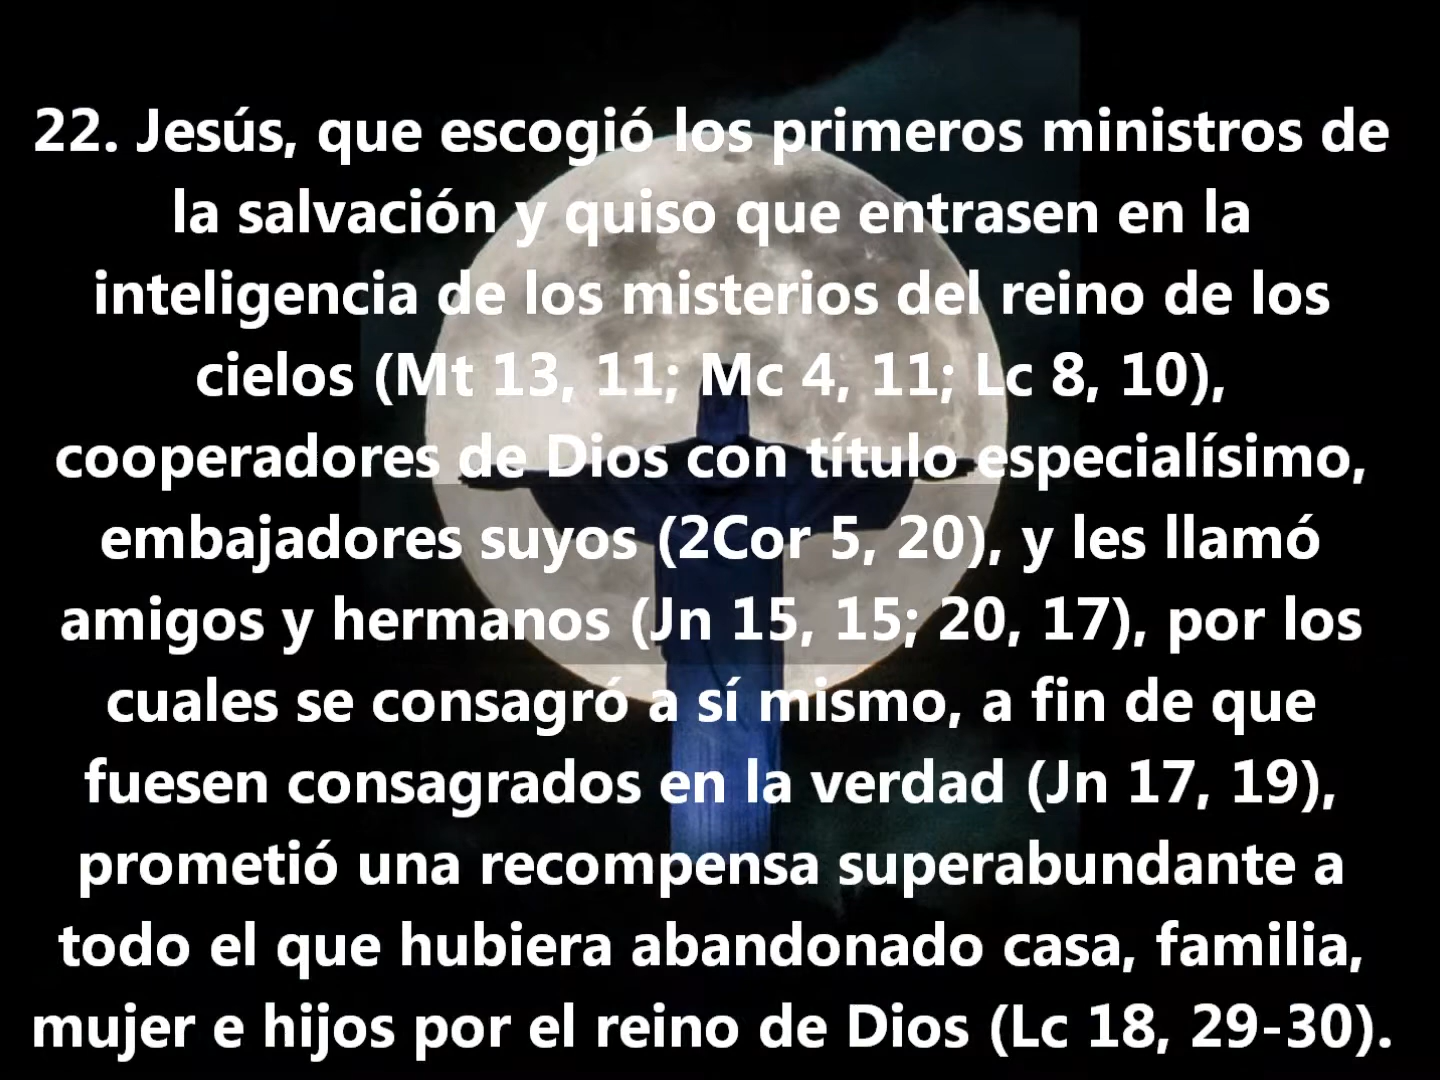 22. Jesús, que escogió los primeros ministros de
la salvación y quiso que entrasen en la
inteligencia de los misterios del reino de los
cielos (Mt 13, 11; Mc 4, 11; Lc 8, 10),
cooperadores de Dios con título especialísimo,
embajadores suyos (2Cor 5, 20), y les llamó
amigos y hermanos (Jn 15, 15; 20, 17), por los
cuales se consagró a sí mismo, a fin de que
fuesen consagrados en la verdad (Jn 17, 19),
prometió una recompensa superabundante a
todo el que hubiera abandonado casa, familia,
mujer e hijos por el reino de Dios (Lc 18, 29-30).